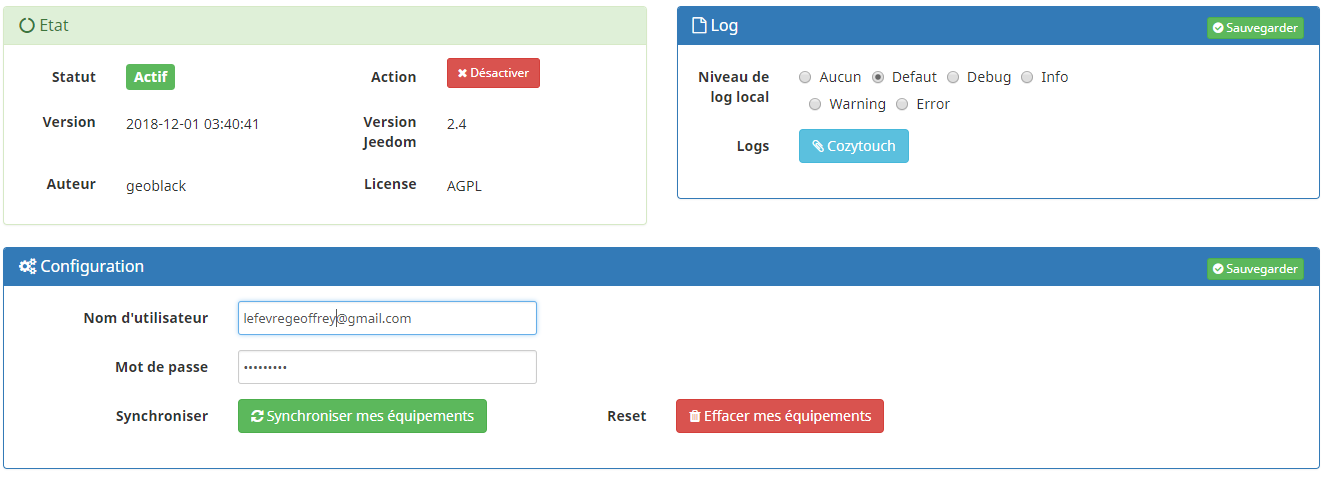 Etat
Statut Actif Action Désactiver
Version 2018-12-01 03:40:41 Version Jeedom 2.4
Auteur geoblack License AGPL
Log Sauvegarder
Niveau de log local Aucun Defaut Debug Info
Warning Error
Logs Cozytouch
Configuration Sauvegarder
Nom d'utilisateur lefevregeoffrey@gmail.com
Mot de passe •••••••••
Synchroniser Synchroniser mes équipements Reset Effacer mes équipements